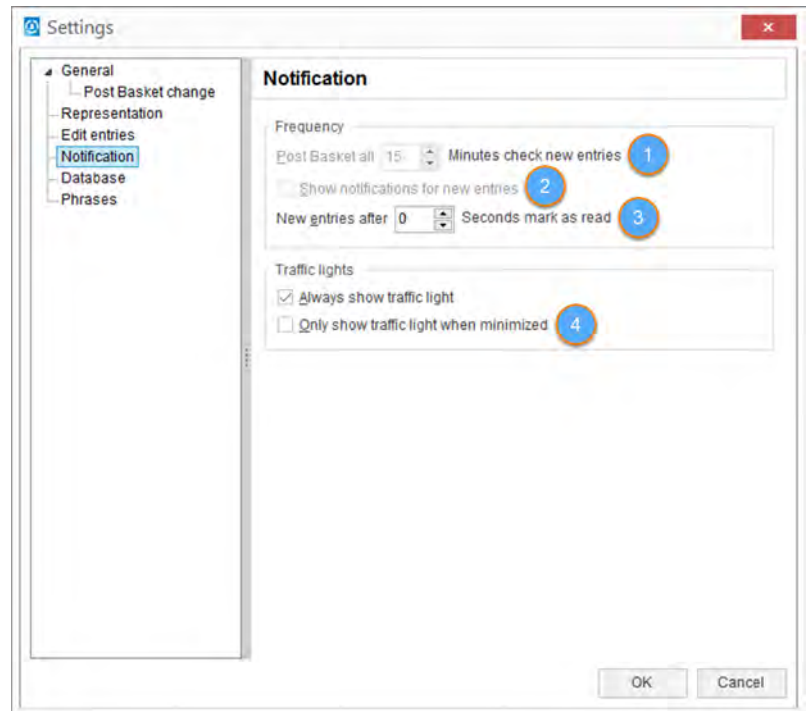 Settings
General
Post Basket change
Representation
Edit entries
Notification
Database
Phrases
Notification
Frequency
Post Basket all 15 Minutes check new entries 1
Show notifications for new entries 2
New entries after 0 Seconds mark as read 3
Traffic lights
Always show traffic light
Only show traffic light when minimized 4
OK Cancel